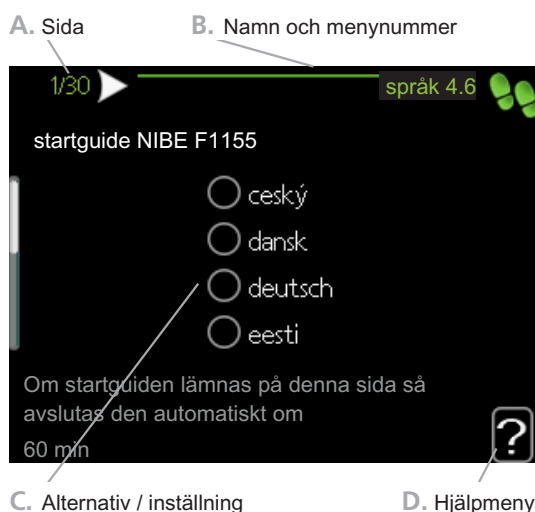 A. Sida
B. Namn och menynummer
1/30
språk 4.6
startguide NIBE F1155
ceský
dansk
deutsch
eesti
Om startguiden lämnas på denna sida så
avslutas den automatiskt om
60 min
?
C. Alternativ / inställning
D. Hjälpmeny